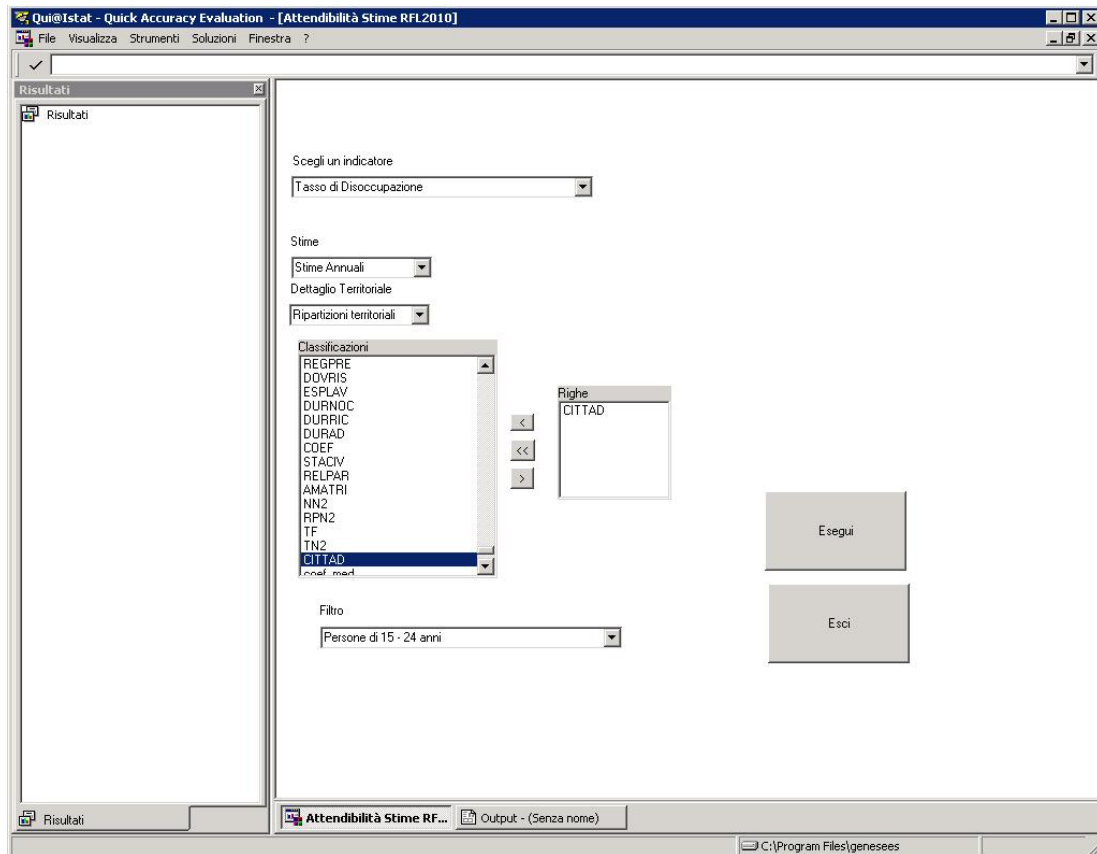 Qui@Istat - Quick Accuracy Evaluation - [Attendibilità Stime RFL2010]
File Visualizza Strumenti Soluzioni Finestra ?
Risultati
Risultati
Scegli un indicatore
Tasso di Disoccupazione
Stime
Stime Annuali
Dettaglio Territoriale
Ripartizioni territoriali
Classificazioni
REGPRE
DOVRIS
ESPLAV
DURNOC
DURRIC
DURAD
COEF
STACIV
RELPAR
AMATRI
NN2
RPN2
TF
TN2
CITTAD
coef_med
<
<<
>
Righe
CITTAD
Esegui
Esci
Filtro
Persone di 15 - 24 anni
Risultati
Attendibilità Stime RF...
Output - (Senza nome)
C:\Program Files\genesees